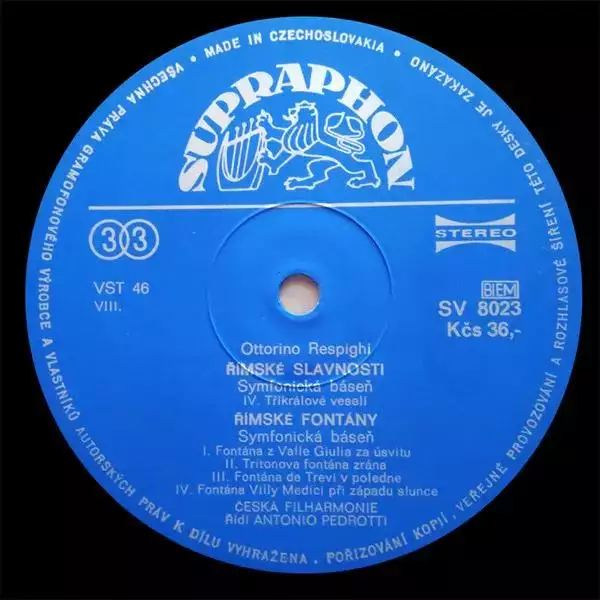 VŠECHNA PRÁVA GRAMOFONOVÉHO VÝROBCE A VLASTNÍKŮ AUTORSKÝCH PRÁV K DÍLU VYHRAŽENA. POŘIZOVÁNÍ KOPIÍ, VEŘEJNÉ PROVOZOVÁNÍ A ROZHLASOVÉ ŠÍŘENÍ TÉTO DESKY JE ZAKÁZÁNO • MADE IN CZECHOSLOVAKIA •
SUPRAPHON
33
STEREO
VST 46
VIII.
BIEM
SV 8023
Kčs 36,-
Ottorino Respighi
ŘÍMSKÉ SLAVNOSTI
Symfonická báseň
IV. Tříkrálové veselí
ŘÍMSKÉ FONTÁNY
Symfonická báseň
I. Fontána z Valle Giulia za úsvitu
II. Tritonova fontána zrána
III. Fontána de Trevi v poledne
IV. Fontána Villy Medici při západu slunce
ČESKÁ FILHARMONIE
Řídí ANTONIO PEDROTTI